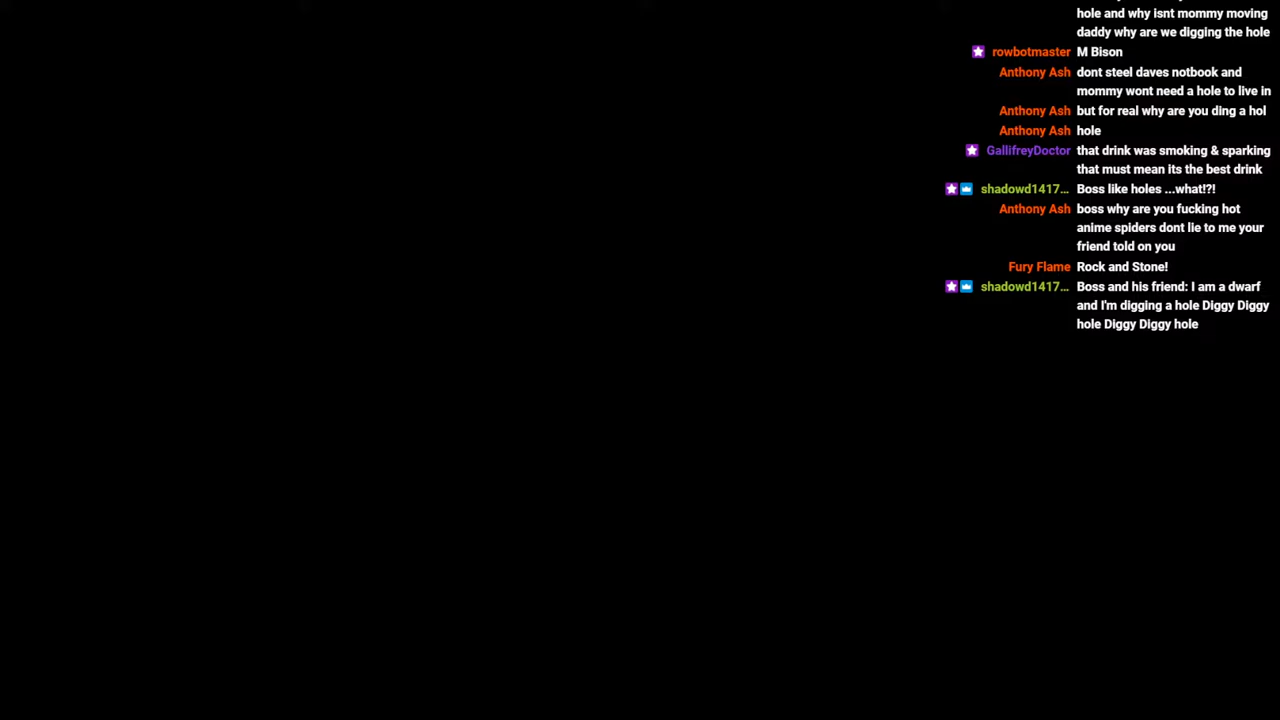 hole and why isnt mommy moving
daddy why are we digging the hole
rowbotmaster M Bison
Anthony Ash dont steel daves notbook and
mommy wont need a hole to live in
Anthony Ash but for real why are you ding a hol
Anthony Ash hole
GallifreyDoctor that drink was smoking & sparking
that must mean its the best drink
shadowd1417... Boss like holes ...what!?!
Anthony Ash boss why are you fucking hot
anime spiders dont lie to me your
friend told on you
Fury Flame Rock and Stone!
shadowd1417... Boss and his friend: I am a dwarf
and I'm digging a hole Diggy Diggy
hole Diggy Diggy hole